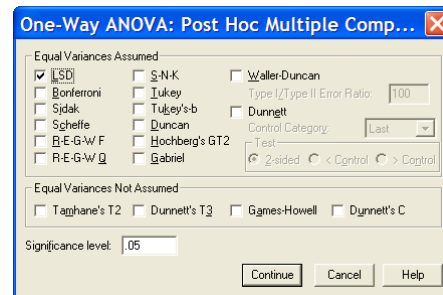 One-Way ANOVA: Post Hoc Multiple Comp...
Equal Variances Assumed
LSD S-N-K Waller-Duncan
Bonferroni Tukey Type I/Type II Error Ratio: 100
Sidak Tukey's-b Dunnett
Scheffe Duncan Control Category: Last
R-E-G-W F Hochberg's GT2 Test
R-E-G-W Q Gabriel 2-sided < Control > Control
Equal Variances Not Assumed
Tamhane's T2 Dunnett's T3 Games-Howell Dunnett's C
Significance level: .05
Continue Cancel Help